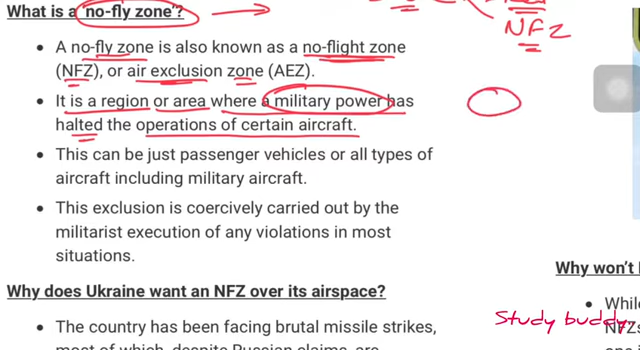 What is a 'no-fly zone'?
NFZ
• A no-fly zone is also known as a no-flight zone
(NFZ), or air exclusion zone (AEZ).
• It is a region or area where a military power has
halted the operations of certain aircraft.
• This can be just passenger vehicles or all types of
aircraft including military aircraft.
• This exclusion is coercively carried out by the
militarist execution of any violations in most
situations.
Why does Ukraine want an NFZ over its airspace?
• The country has been facing brutal missile strikes,
most of which, despite Russian claims, are
Why won't
• While
NFZs
Study buddy